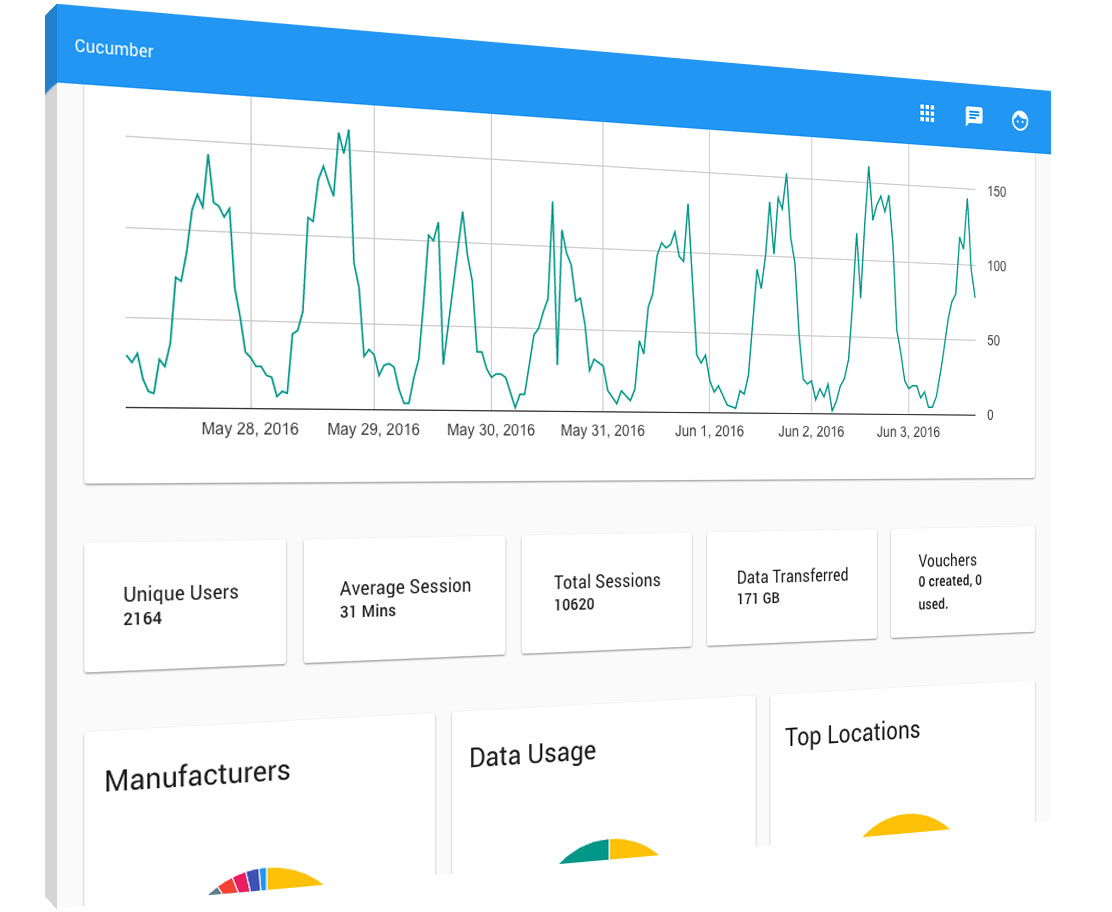 Cucumber
150
100
50
0
May 28, 2016 May 29, 2016 May 30, 2016 May 31, 2016 Jun 1, 2016 Jun 2, 2016 Jun 3, 2016
Unique Users
2164
Average Session
31 Mins
Total Sessions
10620
Data Transferred
171 GB
Vouchers
0 created, 0
used.
Manufacturers
Data Usage
Top Locations